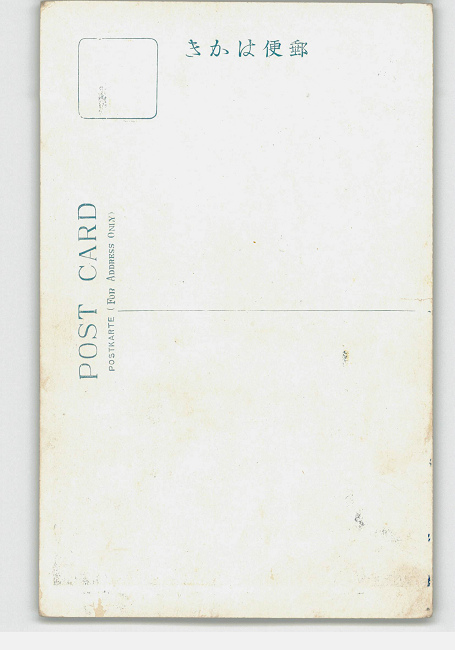 きかは便郵
POST CARD
POSTKARTE (FOR ADDRESS ONLY)